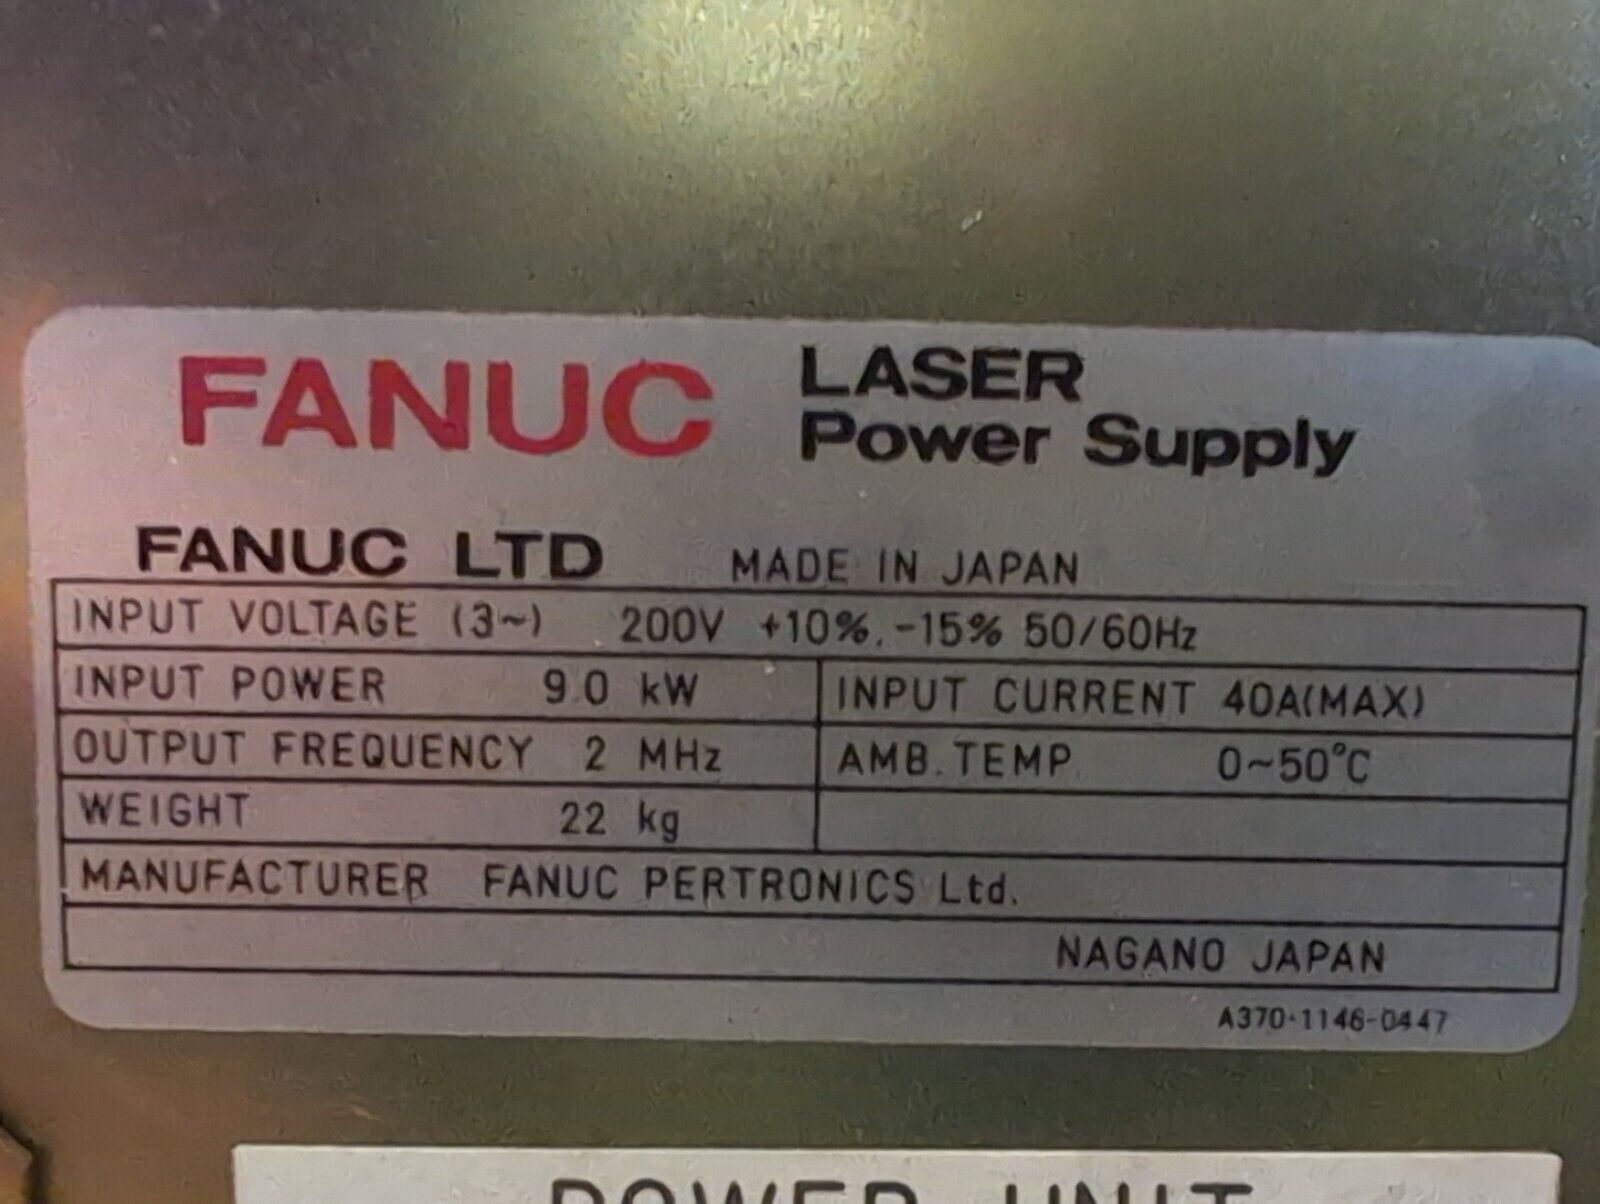 FANUC LASER
Power Supply
FANUC LTD MADE IN JAPAN
INPUT VOLTAGE (3~) 200V +10%, -15% 50/60Hz
INPUT POWER 9.0 kW INPUT CURRENT 40A(MAX)
OUTPUT FREQUENCY 2 MHz AMB. TEMP. 0~50°C
WEIGHT 22 kg
MANUFACTURER FANUC PERTRONICS Ltd.
NAGANO JAPAN
A370-1146-0447
POWER UNIT